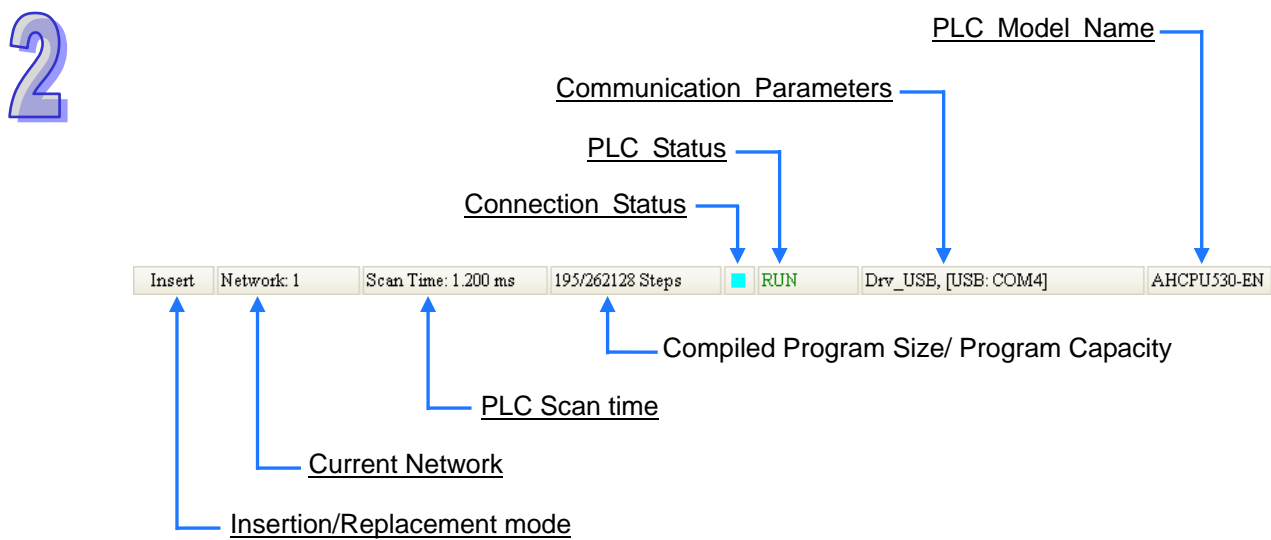 2
PLC Model Name
Communication Parameters
PLC Status
Connection Status
Insert Network: 1 Scan Time: 1.200 ms 195/262128 Steps RUN Drv_USB, [USB: COM4] AHCPU530-EN
Compiled Program Size/ Program Capacity
PLC Scan time
Current Network
Insertion/Replacement mode